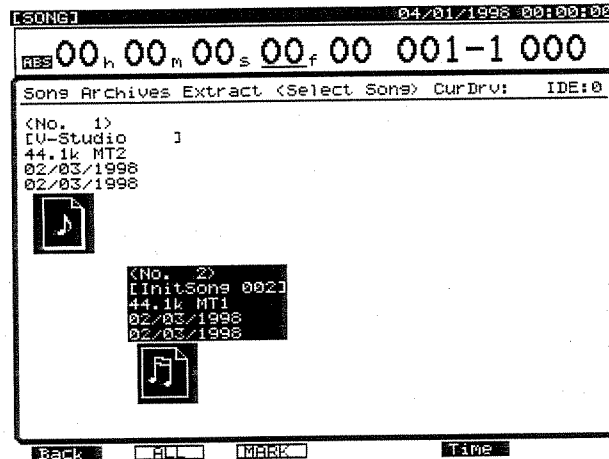 [SONG] 04/01/1998 00:00:00
ABS 00h 00m 00s 00f 00 001-1 000
Song Archives Extract <Select Song> CurDrv: IDE:0
<No. 1>
[V-Studio ]
44.1k MT2
02/03/1998
02/03/1998
<No. 2>
[InitSong 002]
44.1k MT1
02/03/1998
02/03/1998
Back ALL MARK Time